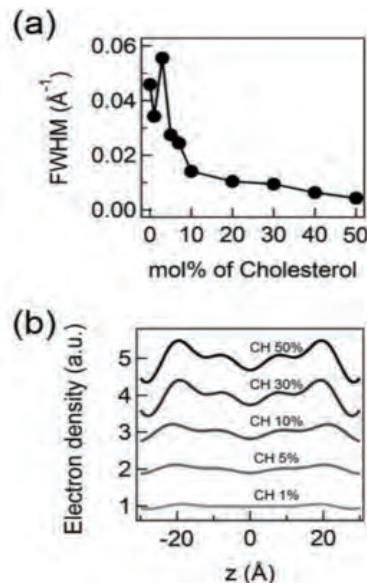 (a)
0.06
0.04
0.02
0.00
FWHM (Å⁻¹)
0 10 20 30 40 50
mol% of Cholesterol
(b)
Electron density (a.u.)
5
4
3
2
1
CH 50%
CH 30%
CH 10%
CH 5%
CH 1%
-20 0 20
z (Å)